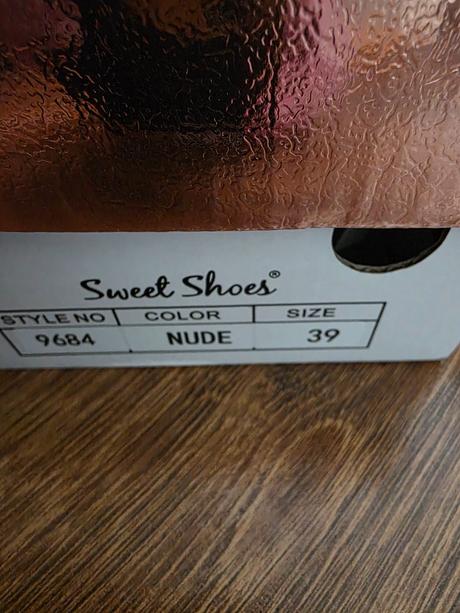 Sweet Shoes®
STYLE NO COLOR SIZE
9684 NUDE 39